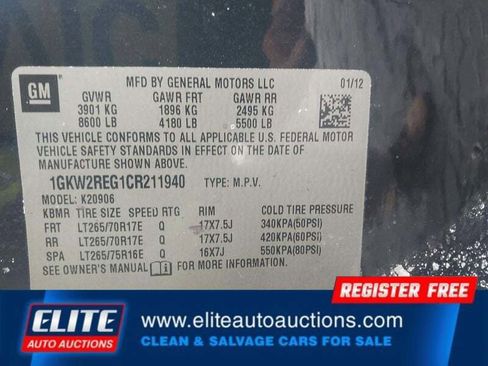 GM
MFD BY GENERAL MOTORS LLC
01/12
GVWR GAWR FRT GAWR RR
3901 KG 1896 KG 2495 KG
8600 LB 4180 LB 5500 LB
THIS VEHICLE CONFORMS TO ALL APPLICABLE U.S. FEDERAL MOTOR
VEHICLE SAFETY STANDARDS IN EFFECT ON THE DATE OF
MANUFACTURE SHOWN ABOVE.
1GKW2REG1CR211940 TYPE: M.P.V.
MODEL: K20906
KBMR TIRE SIZE SPEED RTG RIM COLD TIRE PRESSURE
FRT LT265/70R17E Q 17X7.5J 340KPA(50PSI)
RR LT265/70R17E Q 17X7.5J 420KPA(60PSI)
SPA LT265/75R16E Q 16X7J 550KPA(80PSI)
SEE OWNER'S MANUAL FOR MORE INFORMATION
REGISTER FREE
ELITE
AUTO AUCTIONS
www.eliteautoauctions.com
CLEAN & SALVAGE CARS FOR SALE